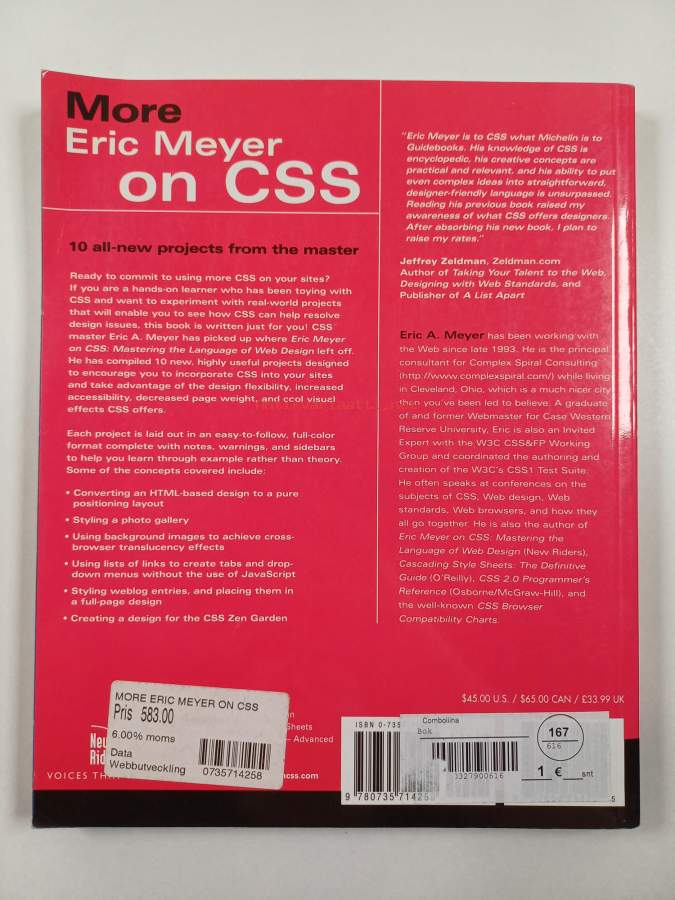 More
Eric Meyer
on CSS
10 all-new projects from the master
Ready to commit to using more CSS on your sites?
If you are a hands-on learner who has been toying with
CSS and want to experiment with real-world projects
that will enable you to see how CSS can help resolve
design issues, this book is written just for you! CSS
master Eric A. Meyer has picked up where Eric Meyer
on CSS: Mastering the Language of Web Design left off.
He has compiled 10 new, highly useful projects designed
to encourage you to incorporate CSS into your sites
and take advantage of the design flexibility, increased
accessibility, decreased page weight, and cool visual
effects CSS offers.
Each project is laid out in an easy-to-follow, full-color
format complete with notes, warnings, and sidebars
to help you learn through example rather than theory.
Some of the concepts covered include:
• Converting an HTML-based design to a pure
positioning layout
• Styling a photo gallery
• Using background images to achieve cross-
browser translucency effects
• Using lists of links to create tabs and drop-
down menus without the use of JavaScript
• Styling weblog entries, and placing them in
a full-page design
• Creating a design for the CSS Zen Garden
"Eric Meyer is to CSS what Michelin is to
Guidebooks. His knowledge of CSS is
encyclopedic, his creative concepts are
practical and relevant, and his ability to put
even complex ideas into straightforward,
designer-friendly language is unsurpassed.
Reading his previous book raised my
awareness of what CSS offers designers.
After absorbing his new book, I plan to
raise my rates."
Jeffrey Zeldman, Zeldman.com
Author of Taking Your Talent to the Web,
Designing with Web Standards, and
Publisher of A List Apart
Eric A. Meyer has been working with
the Web since late 1993. He is the principal
consultant for Complex Spiral Consulting
(http://www.complexspiral.com/) while living
in Cleveland, Ohio, which is a much nicer city
than you've been led to believe. A graduate
of and former Webmaster for Case Western
Reserve University, Eric is also an Invited
Expert with the W3C CSS&FP Working
Group and coordinated the authoring and
creation of the W3C's CSS1 Test Suite.
He often speaks at conferences on the
subjects of CSS, Web design, Web
standards, Web browsers, and how they
all go together. He is also the author of
Eric Meyer on CSS: Mastering the
Language of Web Design (New Riders),
Cascading Style Sheets: The Definitive
Guide (O'Reilly), CSS 2.0 Programmer's
Reference (Osborne/McGraw-Hill), and
the well-known CSS Browser
Compatibility Charts.
$45.00 U.S. / $65.00 CAN / £33.99 UK
MORE ERIC MEYER ON CSS
Pris 583.00
6.00% moms
Data
Webbutveckling
0735714258
Sheets
– Advanced
New
Rid
VOICES THA
ncss.com
ISBN 0-735
Combolina
Bok
167
616
1327900616
1 € snt
9 780735 71425
5